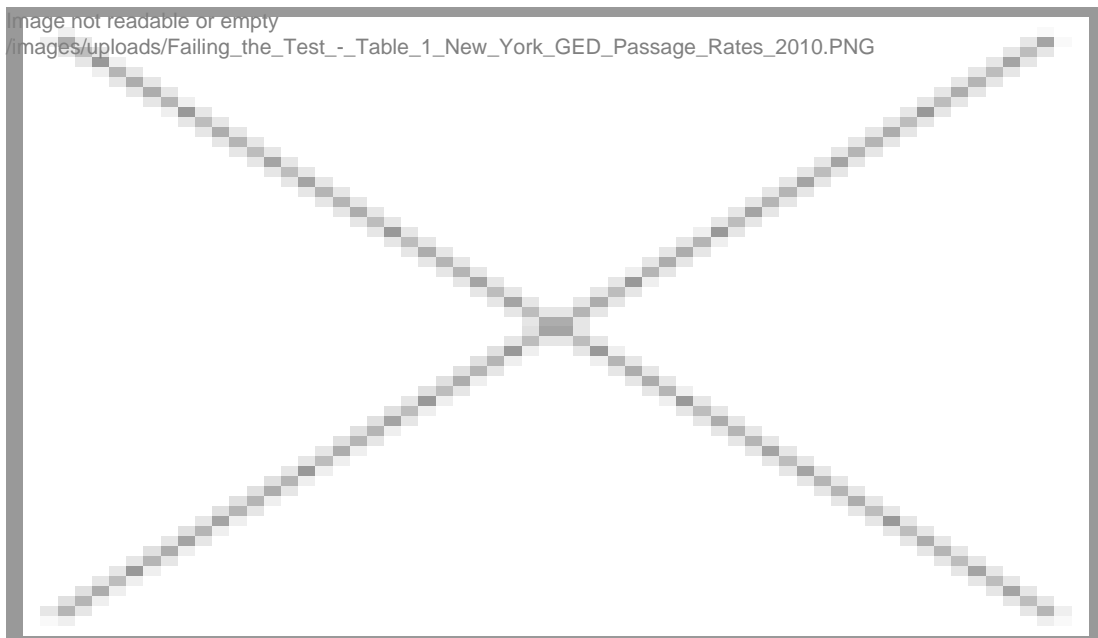 Image not readable or empty
/images/uploads/Failing_the_Test_-_Table_1_New_York_GED_Passage_Rates_2010.PNG